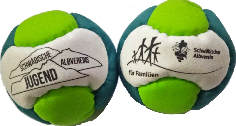 SCHWÄBISCHE ALBVEREINS
JUGEND
Schwäbischer
Albverein
für Familien